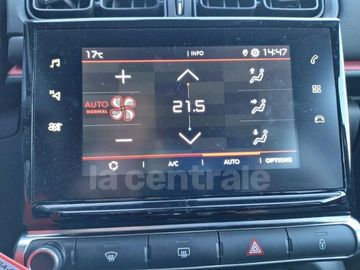 17°C INFO 14:47
AUTO
NORMAL
21.5
A/C AUTO OPTIONS
la centrale